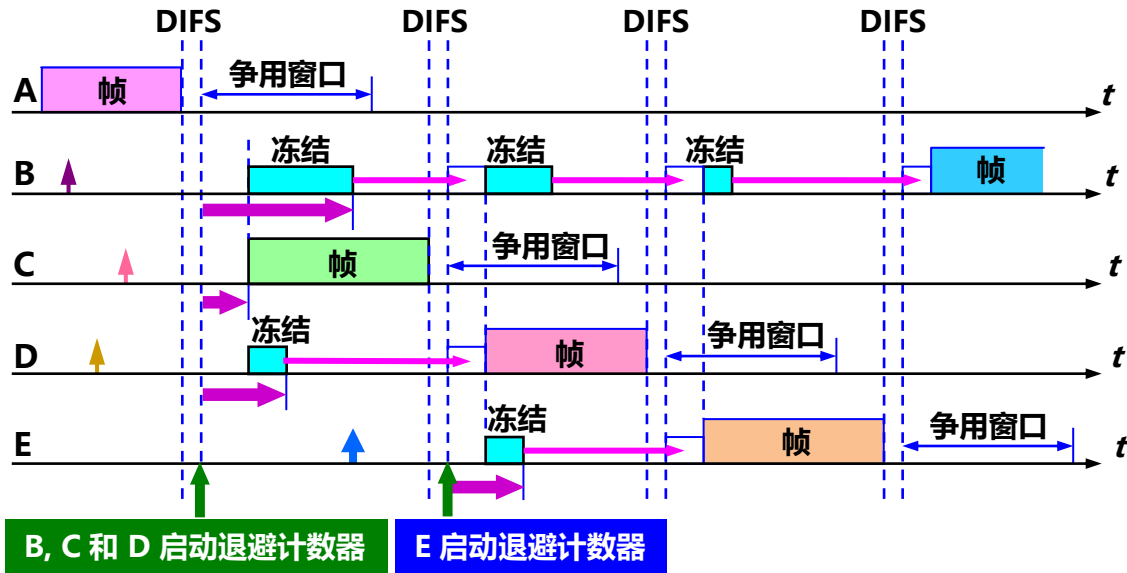 DIFS DIFS DIFS DIFS
A 帧 争用窗口 t
冻结 冻结 冻结
B 帧 t
C 帧 争用窗口 t
冻结
D 帧 争用窗口 t
冻结
E 帧 争用窗口 t
B, C 和 D 启动退避计数器 E 启动退避计数器